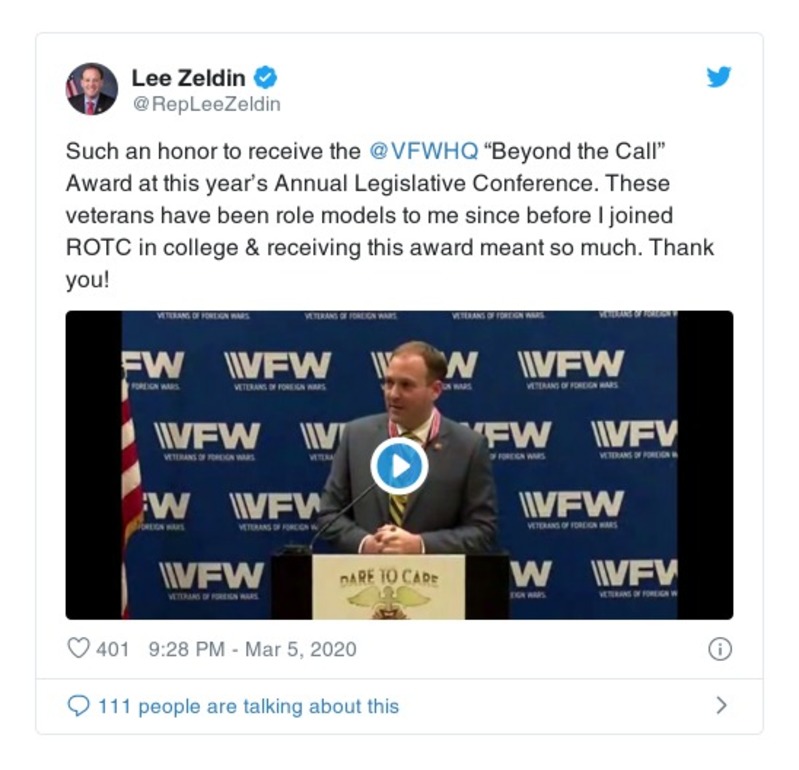 Lee Zeldin
@RepLeeZeldin
Such an honor to receive the @VFWHQ “Beyond the Call”
Award at this year’s Annual Legislative Conference. These
veterans have been role models to me since before I joined
ROTC in college & receiving this award meant so much. Thank
you!
VETERANS OF FOREIGN WARS. VETERANS OF FOREIGN WARS. VETERANS OF FOREIGN WARS. VETERANS OF FOREIGN W
FW VFW V W VFW
FOREIGN WARS. VETERANS OF FOREIGN WARS. GN WARS. VETERANS OF FOREIGN WARS.
VFW VF FW VFW
VETERANS OF FOREIGN WARS. VETERA OF FOREIGN WARS. VETERANS OF FOREIGN W
FW VFW VFW
OREIGN WARS. VETERANS OF FOREIGN W VETERANS OF FOREIGN WARS.
VFW W VFW
VETERANS OF FOREIGN WARS. EIGN WARS. VETERANS OF FOREIGN W
DARE TO CARE
401 9:28 PM - Mar 5, 2020
111 people are talking about this